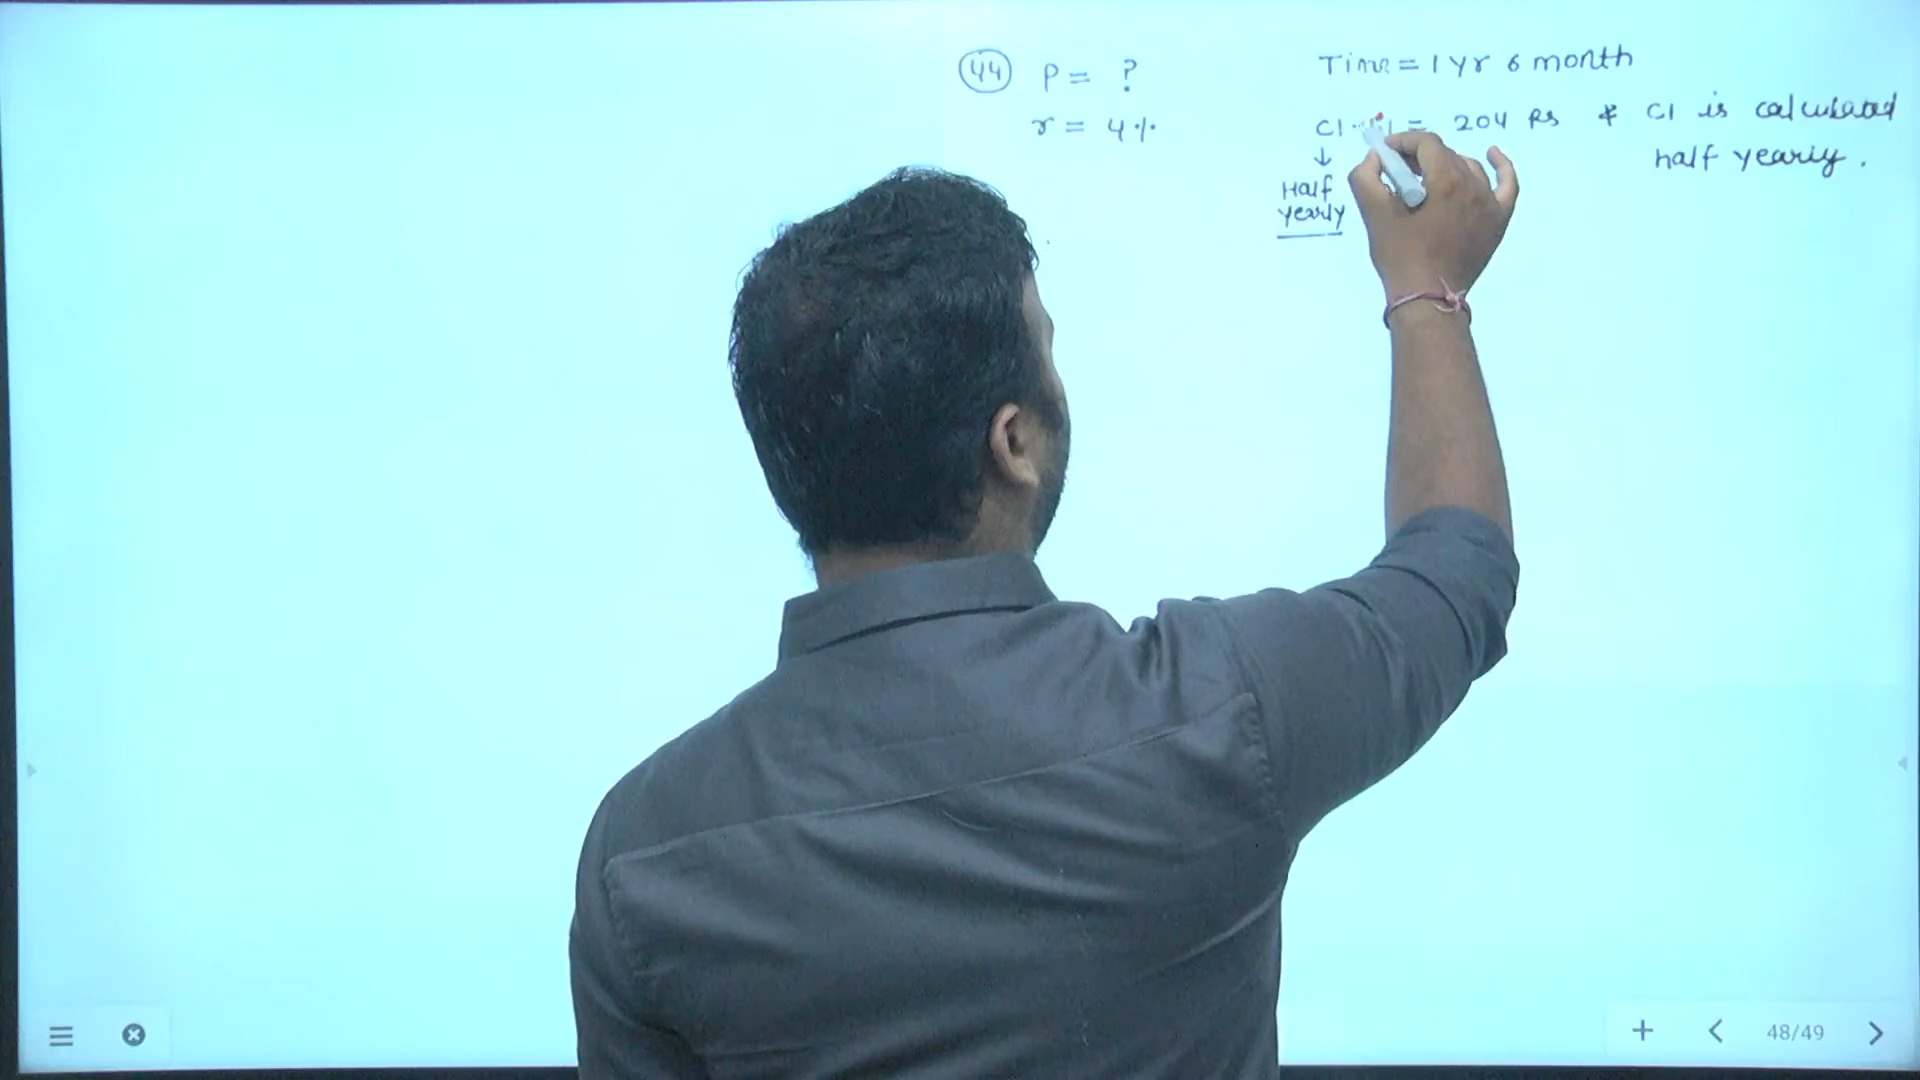 44 P = ?
r = 4%
Time = 1 yr 6 month
CI - = 204 Rs & CI is calculated
half yearly.
↓
Half
yearly
48/49